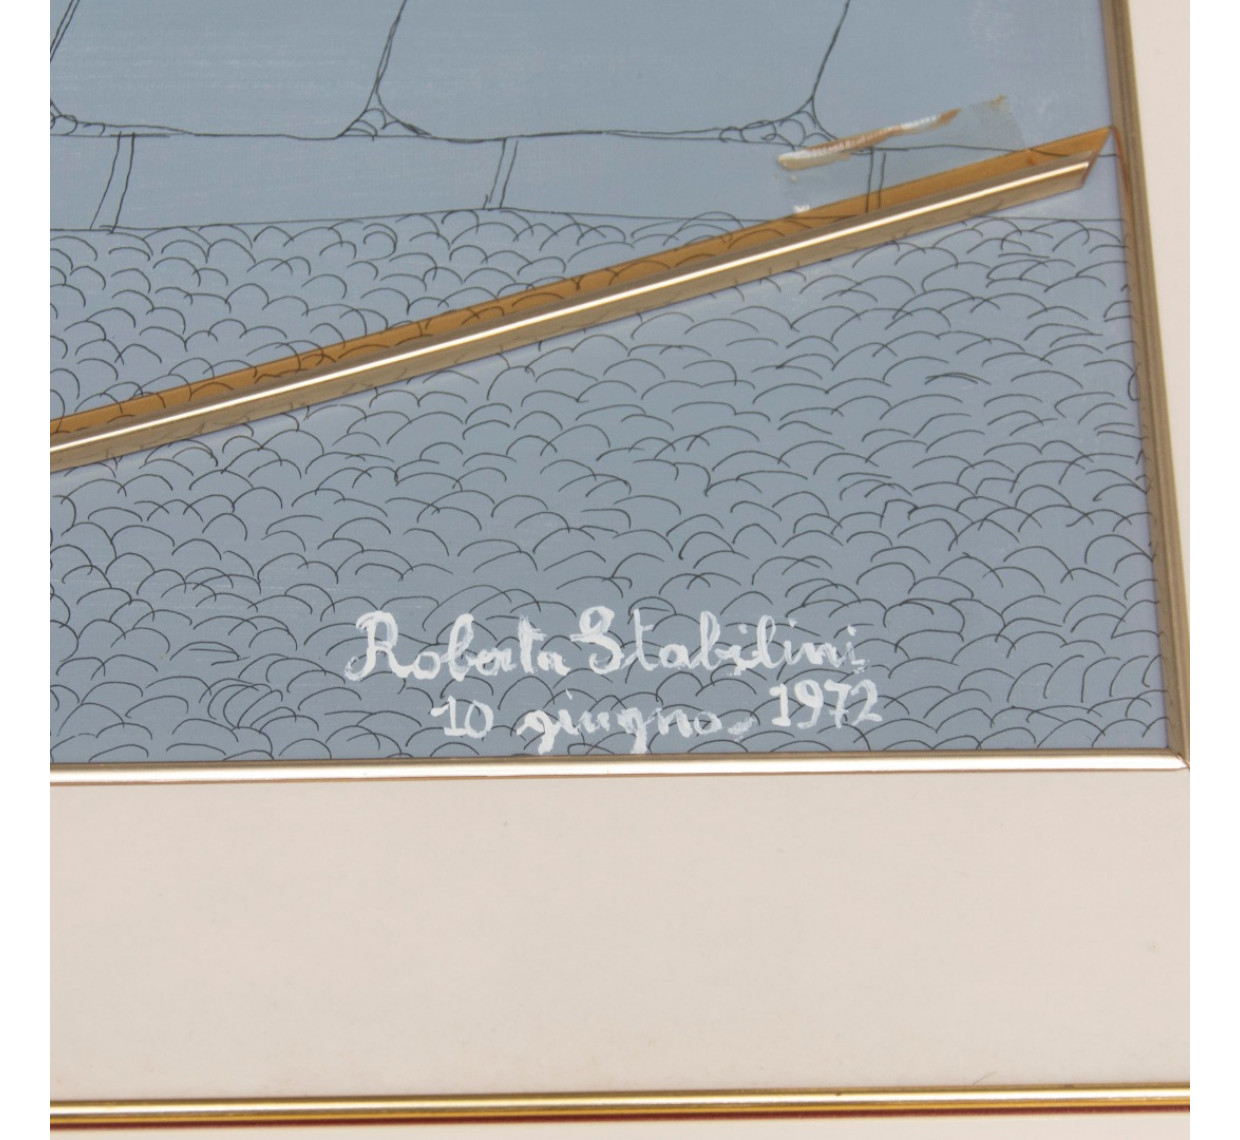 Roberta Stabilini
10 giugno 1972